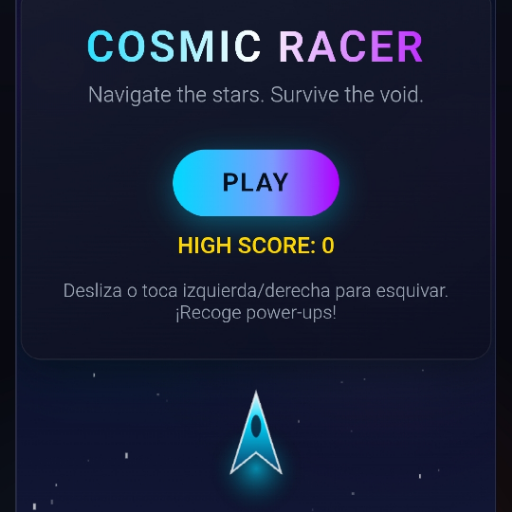 COSMIC RACER
Navigate the stars. Survive the void.
PLAY
HIGH SCORE: 0
Desliza o toca izquierda/derecha para esquivar.
¡Recoge power-ups!